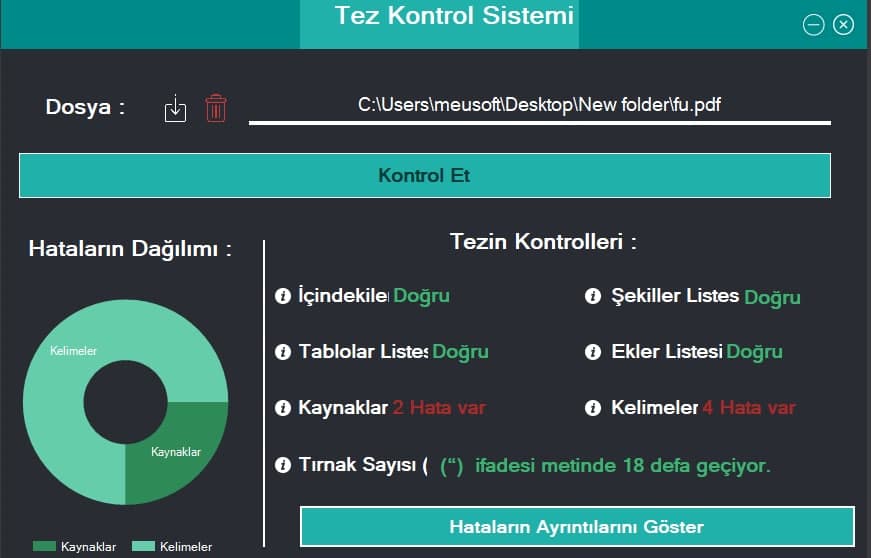 Tez Kontrol Sistemi
Dosya :
C:\Users\meusoft\Desktop\New folder\fu.pdf
Kontrol Et
Hataların Dağılımı :
Kelimeler
Kaynaklar
Kaynaklar
Kelimeler
Tezin Kontrolleri :
İçindekiler Doğru
Şekiller Listes Doğru
Tablolar Listes Doğru
Ekler Listesi Doğru
Kaynaklar 2 Hata var
Kelimeler 4 Hata var
Tırnak Sayısı ( (“) ifadesi metinde 18 defa geçiyor.
Hataların Ayrıntılarını Göster